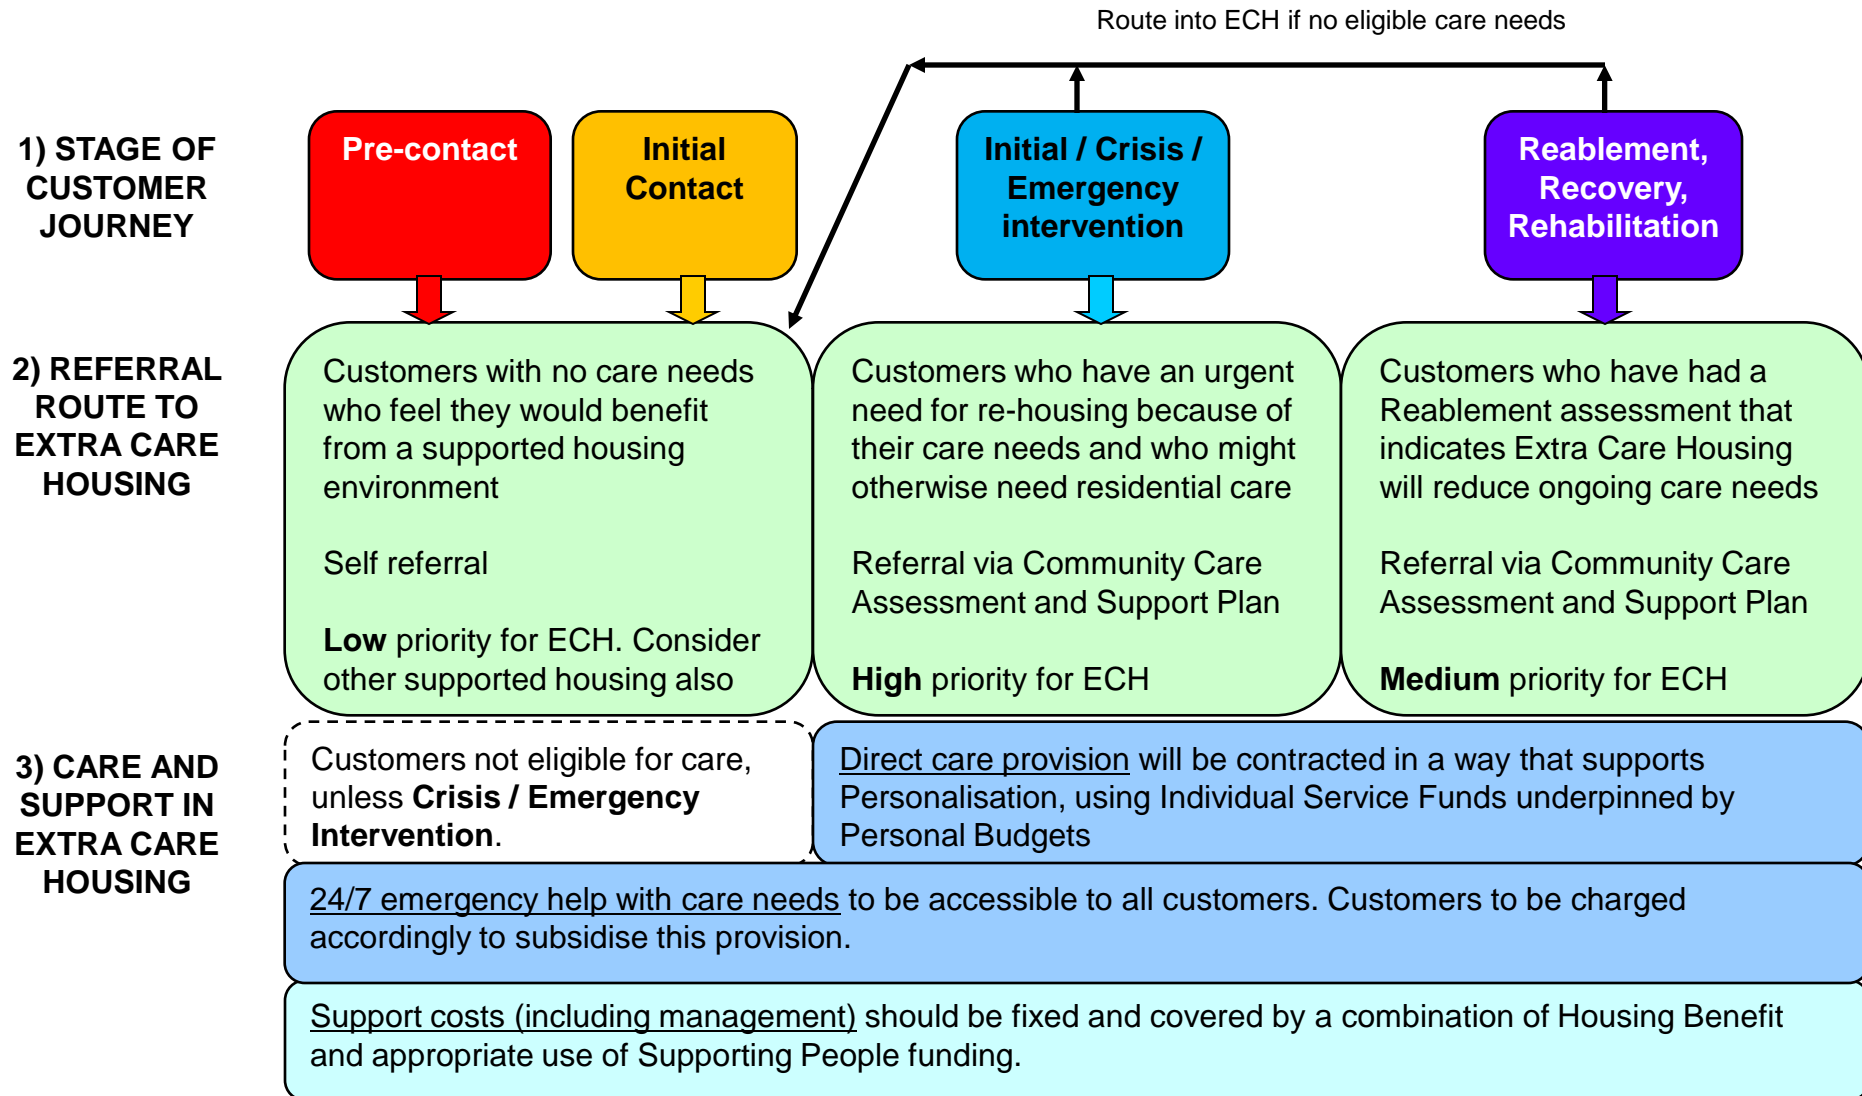 Route into ECH if no eligible care needs
1) STAGE OF
CUSTOMER
JOURNEY
Pre-contact
Initial
Contact
Initial / Crisis /
Emergency
intervention
Reablement,
Recovery,
Rehabilitation
2) REFERRAL
ROUTE TO
EXTRA CARE
HOUSING
Customers with no care needs
who feel they would benefit
from a supported housing
environment
Self referral
Low priority for ECH. Consider
other supported housing also
Customers who have an urgent
need for re-housing because of
their care needs and who might
otherwise need residential care
Referral via Community Care
Assessment and Support Plan
High priority for ECH
Customers who have had a
Reablement assessment that
indicates Extra Care Housing
will reduce ongoing care needs
Referral via Community Care
Assessment and Support Plan
Medium priority for ECH
3) CARE AND
SUPPORT IN
EXTRA CARE
HOUSING
Customers not eligible for care,
unless Crisis / Emergency
Intervention.
Direct care provision will be contracted in a way that supports
Personalisation, using Individual Service Funds underpinned by
Personal Budgets
24/7 emergency help with care needs to be accessible to all customers. Customers to be charged
accordingly to subsidise this provision.
Support costs (including management) should be fixed and covered by a combination of Housing Benefit
and appropriate use of Supporting People funding.